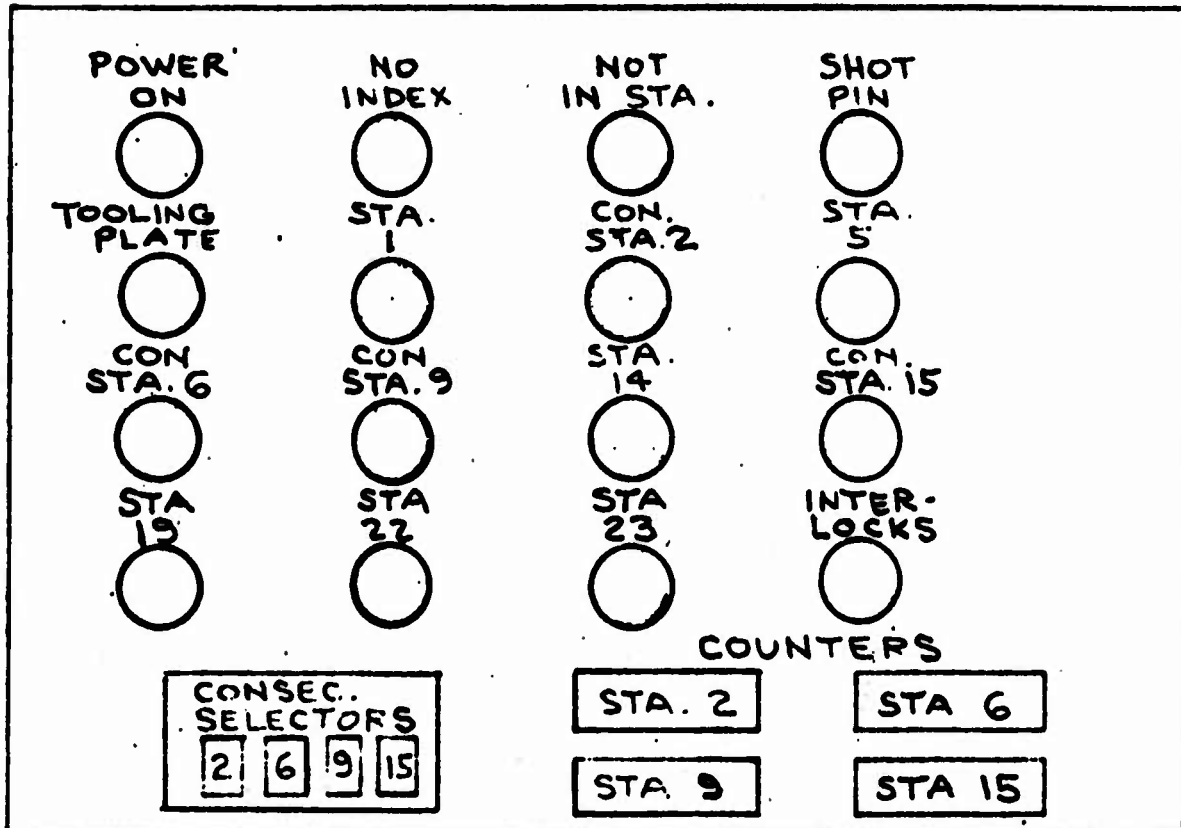 POWER
ON
NO
INDEX
NOT
IN STA.
SHOT
PIN
TOOLING
PLATE
STA.
1
CON.
STA. 2
STA.
5
CON
STA. 6
CON
STA. 9
STA.
14
CON.
STA. 15
STA
19
STA
22
STA
23
INTER-
LOCKS
COUNTERS
CONSEC..
SELECTORS
2 6 9 15
STA. 2
STA 6
STA 9
STA 15